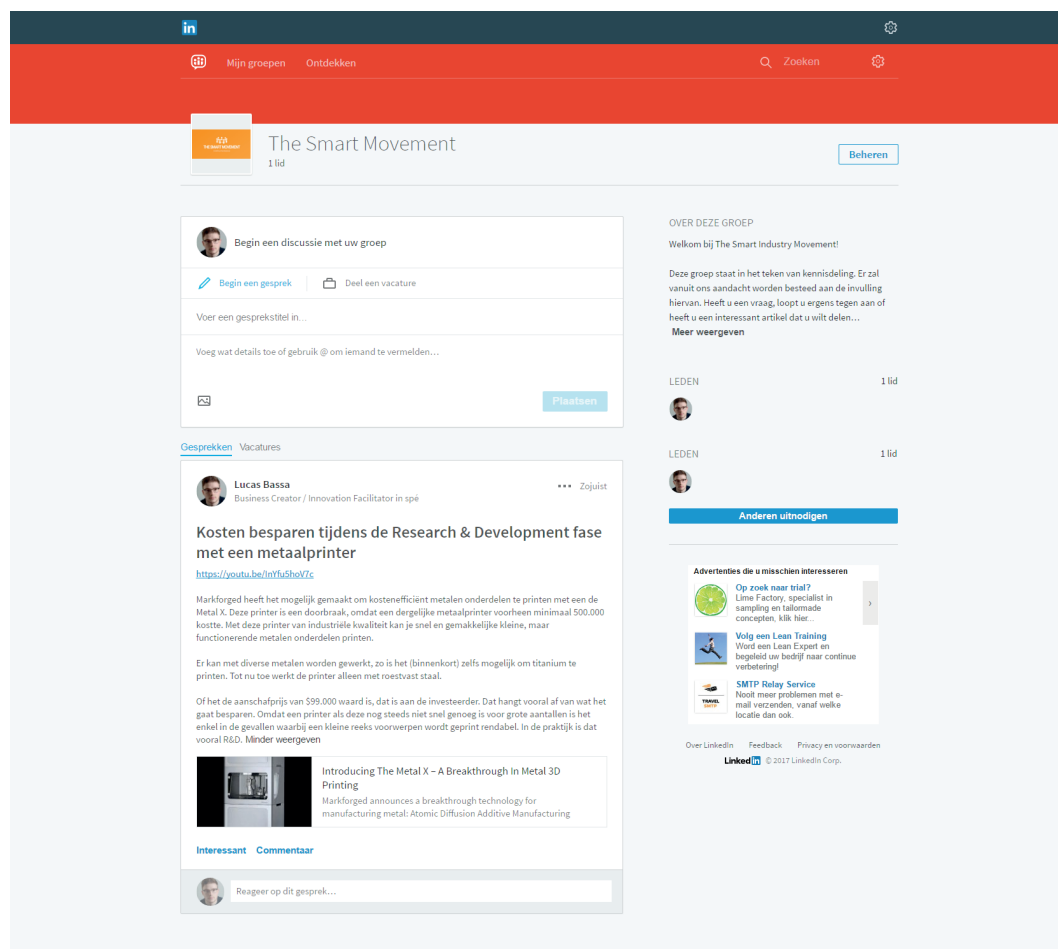 in
Mijn groepen Ontdekken Zoeken
THE SMART MOVEMENT
The Smart Movement
1 lid
Beheren
Begin een discussie met uw groep
Begin een gesprek Deel een vacature
Voer een gesprekstitel in...
Voeg wat details toe of gebruik @ om iemand te vermelden...
Plaatsen
Gesprekken Vacatures
Lucas Bassa
Zojuist
Business Creator / Innovation Facilitator in spé
Kosten besparen tijdens de Research & Development fase
met een metaalprinter
https://youtu.be/InYfu5hoV7c
Markforged heeft het mogelijk gemaakt om kostenefficiënt metalen onderdelen te printen met een de
Metal X. Deze printer is een doorbraak, omdat een dergelijke metaalprinter voorheen minimaal 500.000
kostte. Met deze printer van industriële kwaliteit kan je snel en gemakkelijke kleine, maar
functionerende metalen onderdelen printen.
Er kan met diverse metalen worden gewerkt, zo is het (binnenkort) zelfs mogelijk om titanium te
printen. Tot nu toe werkt de printer alleen met roestvast staal.
Of het de aanschafprijs van $99.000 waard is, dat is aan de investeerder. Dat hangt vooral af van wat het
gaat besparen. Omdat een printer als deze nog steeds niet snel genoeg is voor grote aantallen is het
enkel in de gevallen waarbij een kleine reeks voorwerpen wordt geprint rendabel. In de praktijk is dat
vooral R&D. Minder weergeven
Introducing The Metal X – A Breakthrough In Metal 3D
Printing
Markforged announces a breakthrough technology for
manufacturing metal: Atomic Diffusion Additive Manufacturing
Interessant Commentaar
Reageer op dit gesprek...
OVER DEZE GROEP
Welkom bij The Smart Industry Movement!
Deze groep staat in het teken van kennisdeling. Er zal
vanuit ons aandacht worden besteed aan de invulling
hiervan. Heeft u een vraag, loopt u ergens tegen aan of
heeft u een interessant artikel dat u wilt delen...
Meer weergeven
LEDEN 1 lid
LEDEN 1 lid
Anderen uitnodigen
Advertenties die u misschien interesseren
Op zoek naar trial?
Lime Factory, specialist in
sampling en tailormade
concepten, klik hier...
Volg een Lean Training
Word een Lean Expert en
begeleid uw bedrijf naar continue
verbetering!
TRAVEL
SMTP
SMTP Relay Service
Nooit meer problemen met e-
mail verzenden, vanaf welke
locatie dan ook.
Over LinkedIn Feedback Privacy en voorwaarden
Linked in © 2017 LinkedIn Corp.